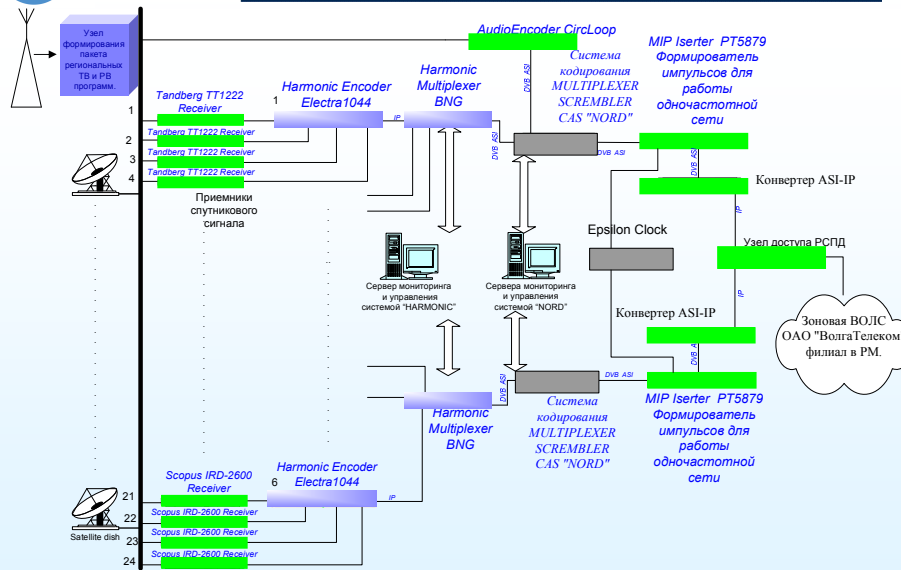 Узел
формирования
пакета
региональных
ТВ и РВ
программ.
AudioEncoder CircLoop
DVB ASI
Система
кодирования
MULTIPLEXER
SCREMBLER
CAS "NORD"
MIP Iserter PT5879
Формирователь
импульсов для
работы
одночастотной
сети
Tandberg TT1222
Receiver
1
Tandberg TT1222 Receiver
2
Tandberg TT1222 Receiver
3
Tandberg TT1222 Receiver
4
Приемники
спутникового
сигнала
1
Harmonic Encoder
Electra1044
IP
Harmonic
Multiplexer
BNG
DVB ASI
DVB ASI
DVB ASI
Конвертер ASI-IP
IP
Epsilon Clock
Узел доступа РСПД
IP
Сервер мониторинга
и управления
системой "HARMONIC"
Сервера мониторинга
и управления
системой "NORD"
Зоновая ВОЛС
ОАО "ВолгаТелеком"
филиал в РМ.
Конвертер ASI-IP
DVB A
DVB ASI
DVB ASI
Harmonic
Multiplexer
BNG
Система
кодирования
MULTIPLEXER
SCREMBLER
CAS "NORD"
MIP Iserter PT5879
Формирователь
импульсов для
работы
одночастотной
сети
Scopus IRD-2600
Receiver
21
Scopus IRD-2600 Receiver
22
Scopus IRD-2600 Receiver
23
Scopus IRD-2600 Receiver
24
Satellite dish
6
Harmonic Encoder
Electra1044
IP